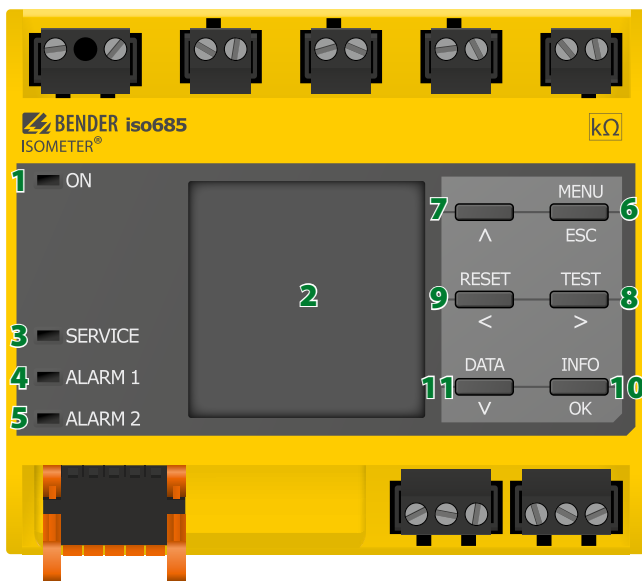 BENDER iso685
ISOMETER®
kΩ
1 ON
2
3 SERVICE
4 ALARM 1
5 ALARM 2
7 MENU 6
ʌ ESC
9 RESET TEST 8
< >
11 DATA INFO 10
v OK